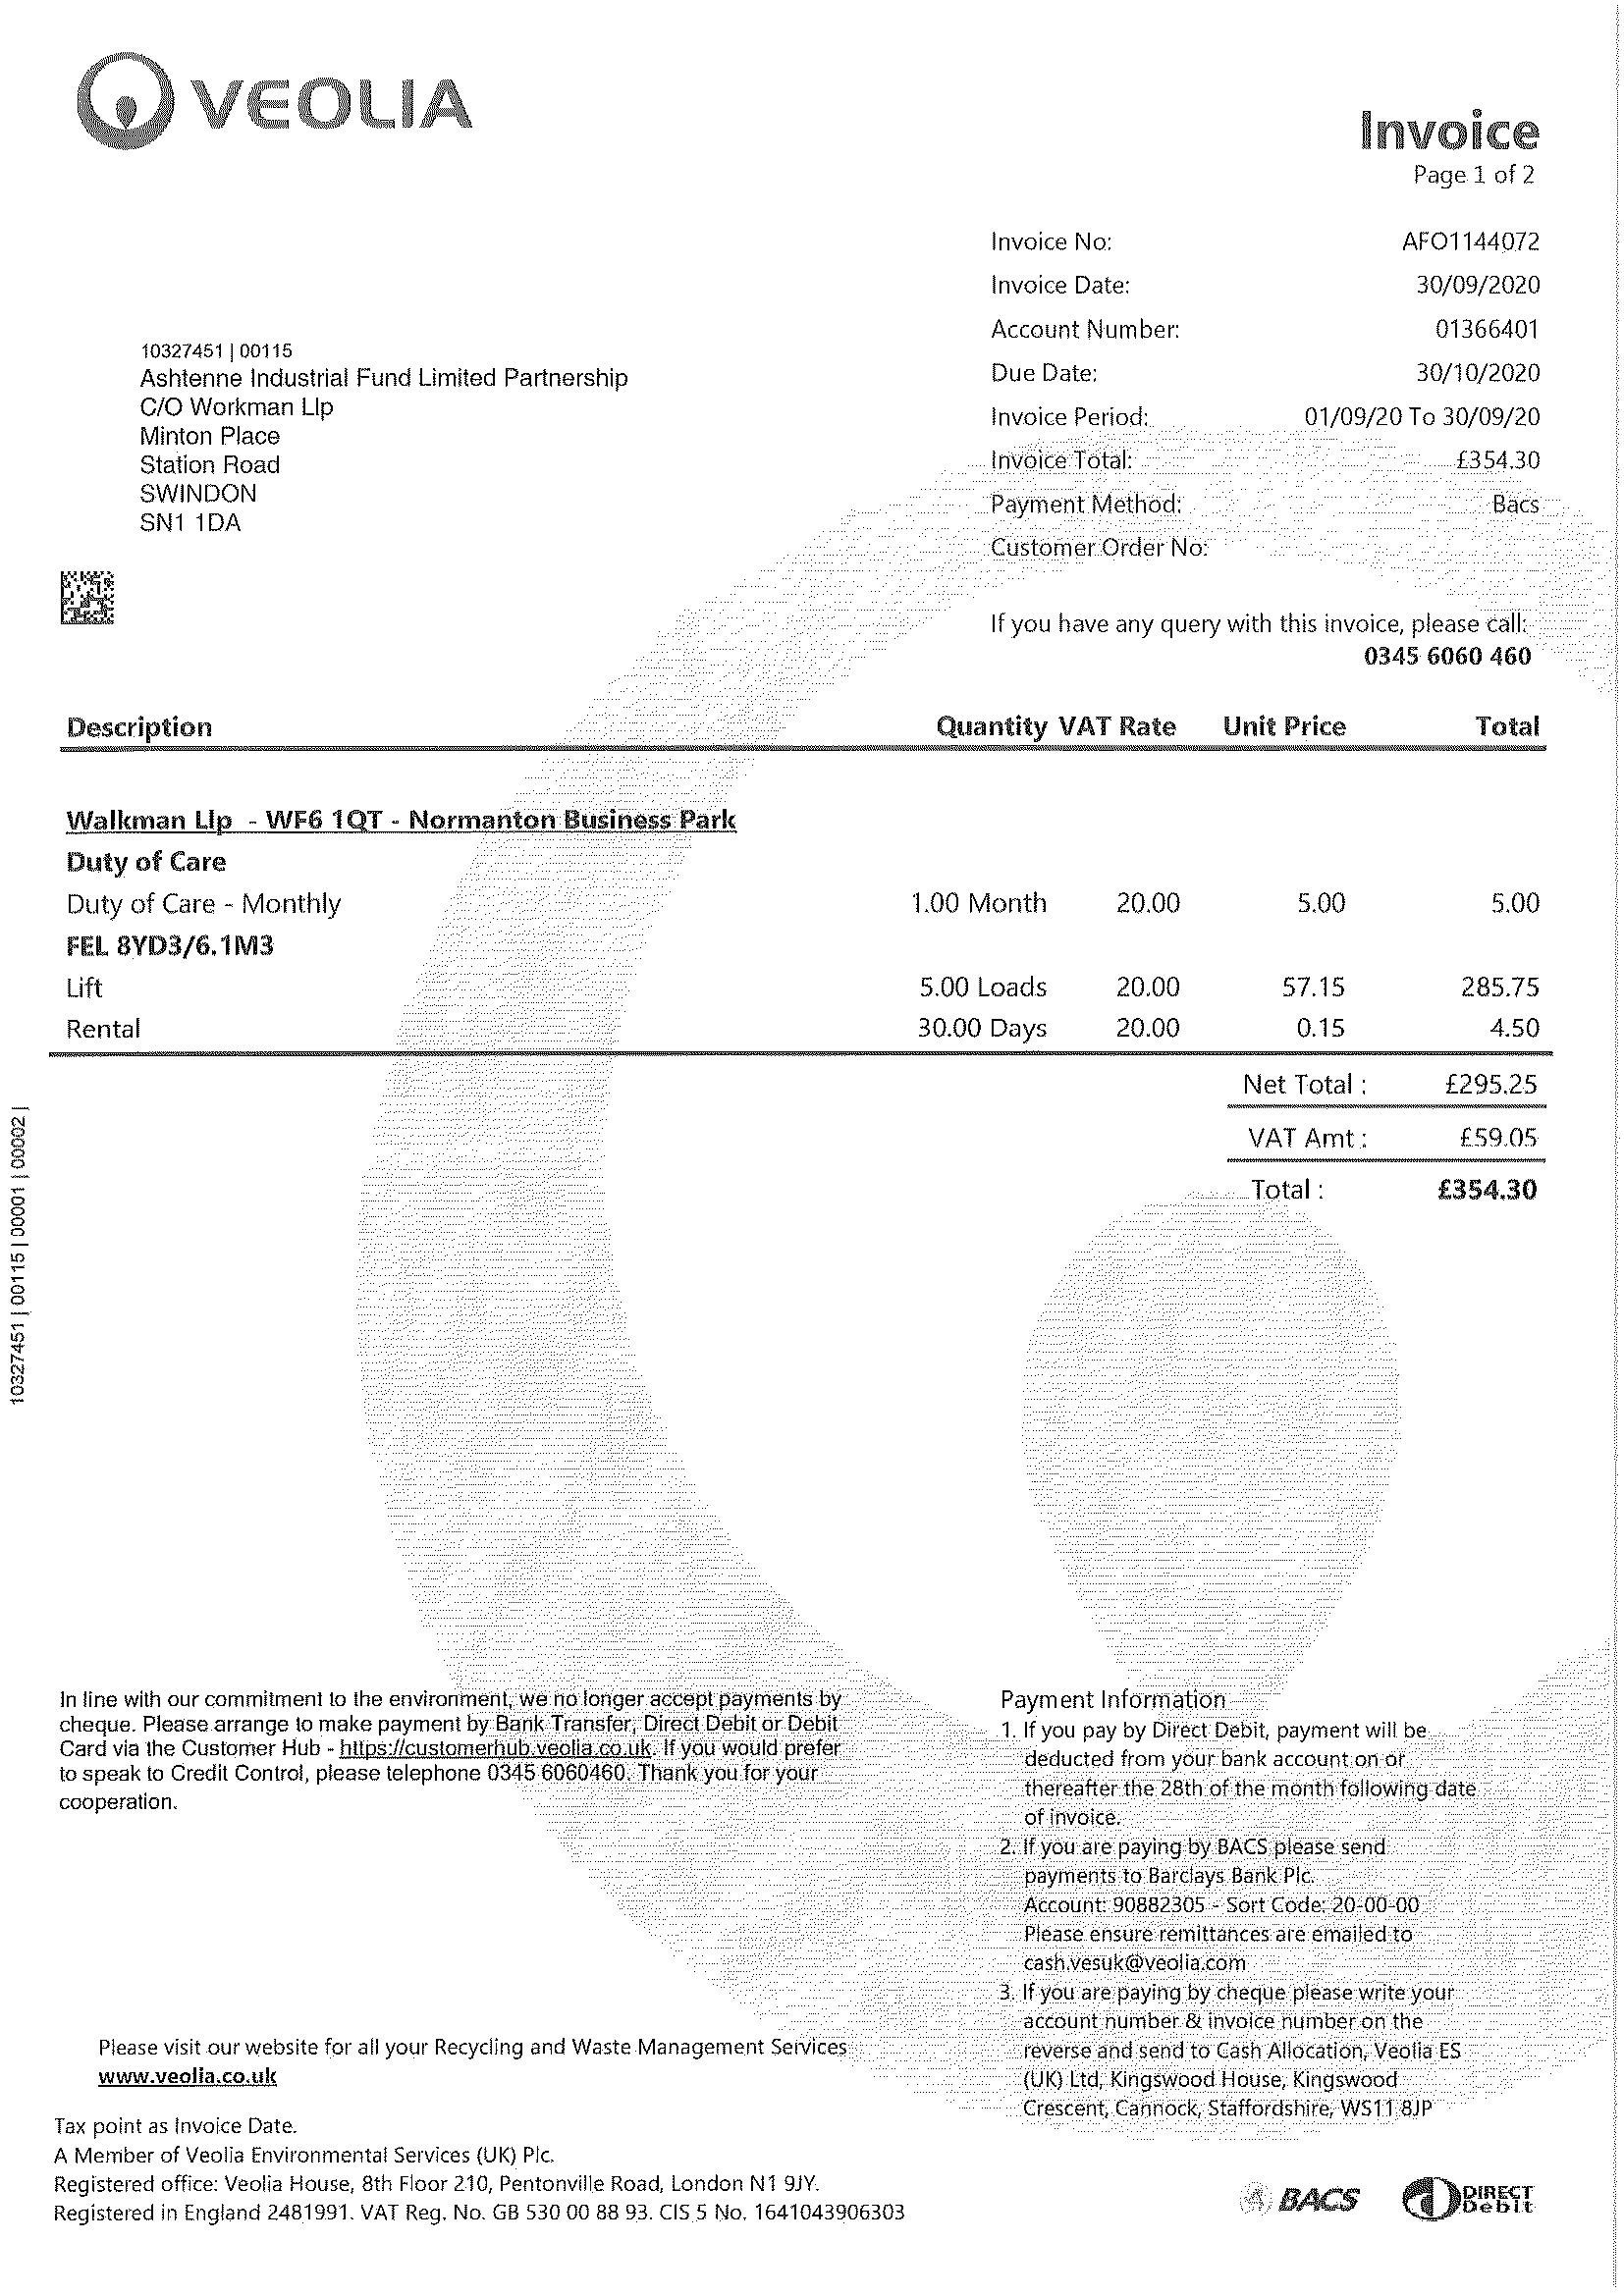 VEOLIA
Invoice
Page 1 of 2
Invoice No: AFO1144072
Invoice Date: 30/09/2020
Account Number: 01366401
Due Date: 30/10/2020
Invoice Period: 01/09/20 To 30/09/20
Invoice Total: £354.30
Payment Method: Bacs
Customer Order No:
10327451 | 00115
Ashtenne Industrial Fund Limited Partnership
C/O Workman Llp
Minton Place
Station Road
SWINDON
SN1 1DA
If you have any query with this invoice, please call:
0345 6060 460
Description Quantity VAT Rate Unit Price Total
Walkman Llp - WF6 1QT - Normanton Business Park
Duty of Care
Duty of Care - Monthly 1.00 Month 20.00 5.00 5.00
FEL 8YD3/6.1M3
Lift 5.00 Loads 20.00 57.15 285.75
Rental 30.00 Days 20.00 0.15 4.50
Net Total : £295.25
VAT Amt : £59.05
Total : £354.30
10327451 | 00115 | 00001 | 00002 |
In line with our commitment to the environment, we no longer accept payments by
cheque. Please arrange to make payment by Bank Transfer, Direct Debit or Debit
Card via the Customer Hub - https://customerhub.veolia.co.uk. If you would prefer
to speak to Credit Control, please telephone 0345 6060460. Thank you for your
cooperation.
Payment Information
1. If you pay by Direct Debit, payment will be
deducted from your bank account on or
thereafter the 28th of the month following date
of invoice.
2. If you are paying by BACS please send
payments to Barclays Bank Plc.
Account: 90882305 - Sort Code: 20-00-00
Please ensure remittances are emailed to
cash.vesuk@veolia.com
3. If you are paying by cheque please write your
account number & invoice number on the
reverse and send to Cash Allocation, Veolia ES
(UK) Ltd, Kingswood House, Kingswood
Crescent, Cannock, Staffordshire, WS11 8JP
Please visit our website for all your Recycling and Waste Management Services
www.veolia.co.uk
Tax point as Invoice Date.
A Member of Veolia Environmental Services (UK) Plc.
Registered office: Veolia House, 8th Floor 210, Pentonville Road, London N1 9JY.
Registered in England 2481991. VAT Reg. No. GB 530 00 88 93. CIS 5 No. 1641043906303
BACS
DIRECT
Debit